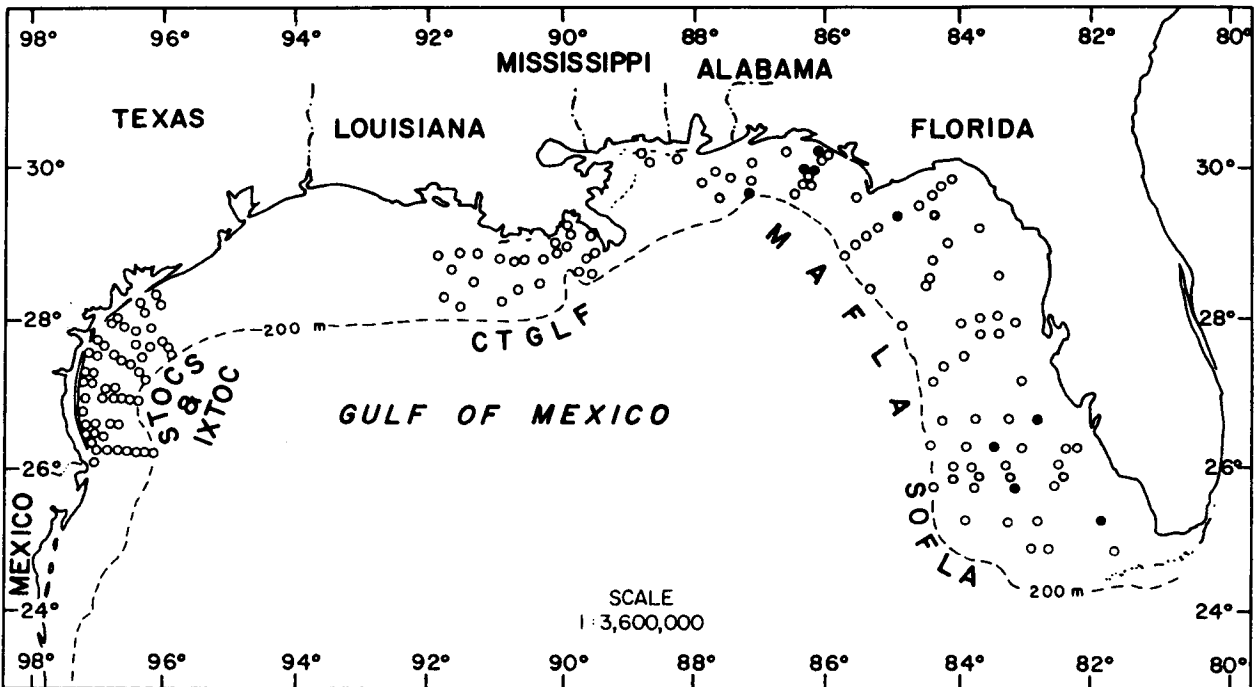 98° 96° 94° 92° 90° 88° 86° 84° 82° 80°
MISSISSIPPI ALABAMA
TEXAS LOUISIANA FLORIDA
30° 30°
28° 28°
200 m
CTGLF
MAFLA
STOCS
&
IXTOC
GULF OF MEXICO
26° 26°
SOFLA
MEXICO
200 m
24° 24°
SCALE
1:3,600,000
98° 96° 94° 92° 90° 88° 86° 84° 82° 80°